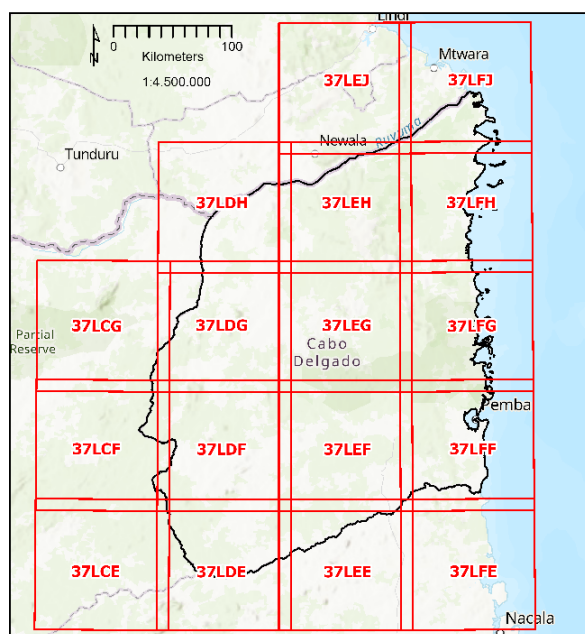 Lindi
0
100
Kilometers
1:4.500.000
Mtwara
37LEJ
37LFJ
Ruvuma
Newala
Tunduru
37LDH
37LEH
37LFH
37LCG
37LDG
37LEG
37LFG
Partial
Reserve
Cabo
Delgado
Pemba
37LCF
37LDF
37LEF
37LFF
37LCE
37LDE
37LEE
37LFE
Nacala
N